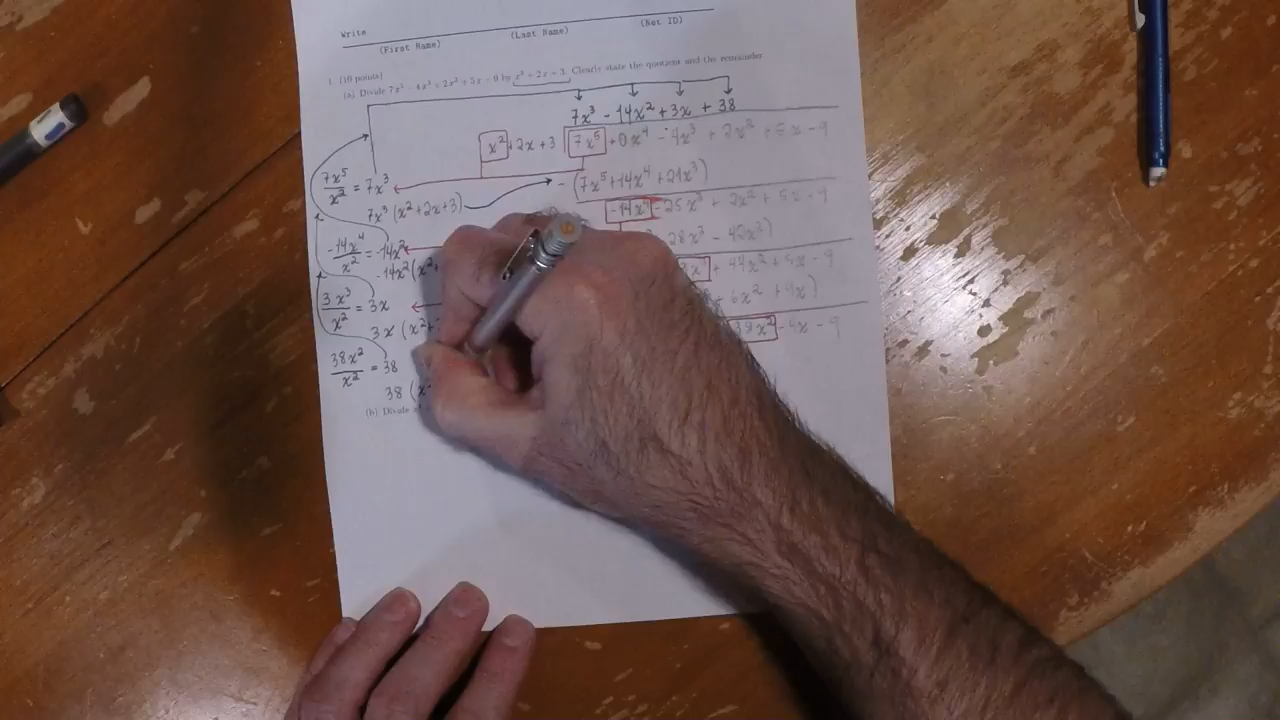 Write
(First Name) (Last Name) (Net ID)
1. [10 points]
(a) Divide 7x⁵ − 4x³ + 2x² + 5x − 9 by x² + 2x + 3. Clearly state the quotient and the remainder
7x³ - 14x² + 3x + 38
x² + 2x + 3 7x⁵ + 0x⁴ - 4x³ + 2x² + 5x - 9
7x⁵/x² = 7x³ - (7x⁵ + 14x⁴ + 21x³)
7x³ (x² + 2x + 3) -14x⁴ - 25x³ + 2x² + 5x - 9
-14x⁴/x² = -14x² 28x³ - 42x²)
-14x² (x² + 44x² + 5x - 9
3x³/x² = 3x 6x² + 9x)
3x (x² + 38x² - 4x - 9
38x²/x² = 38
38 (x²
(b) Divide